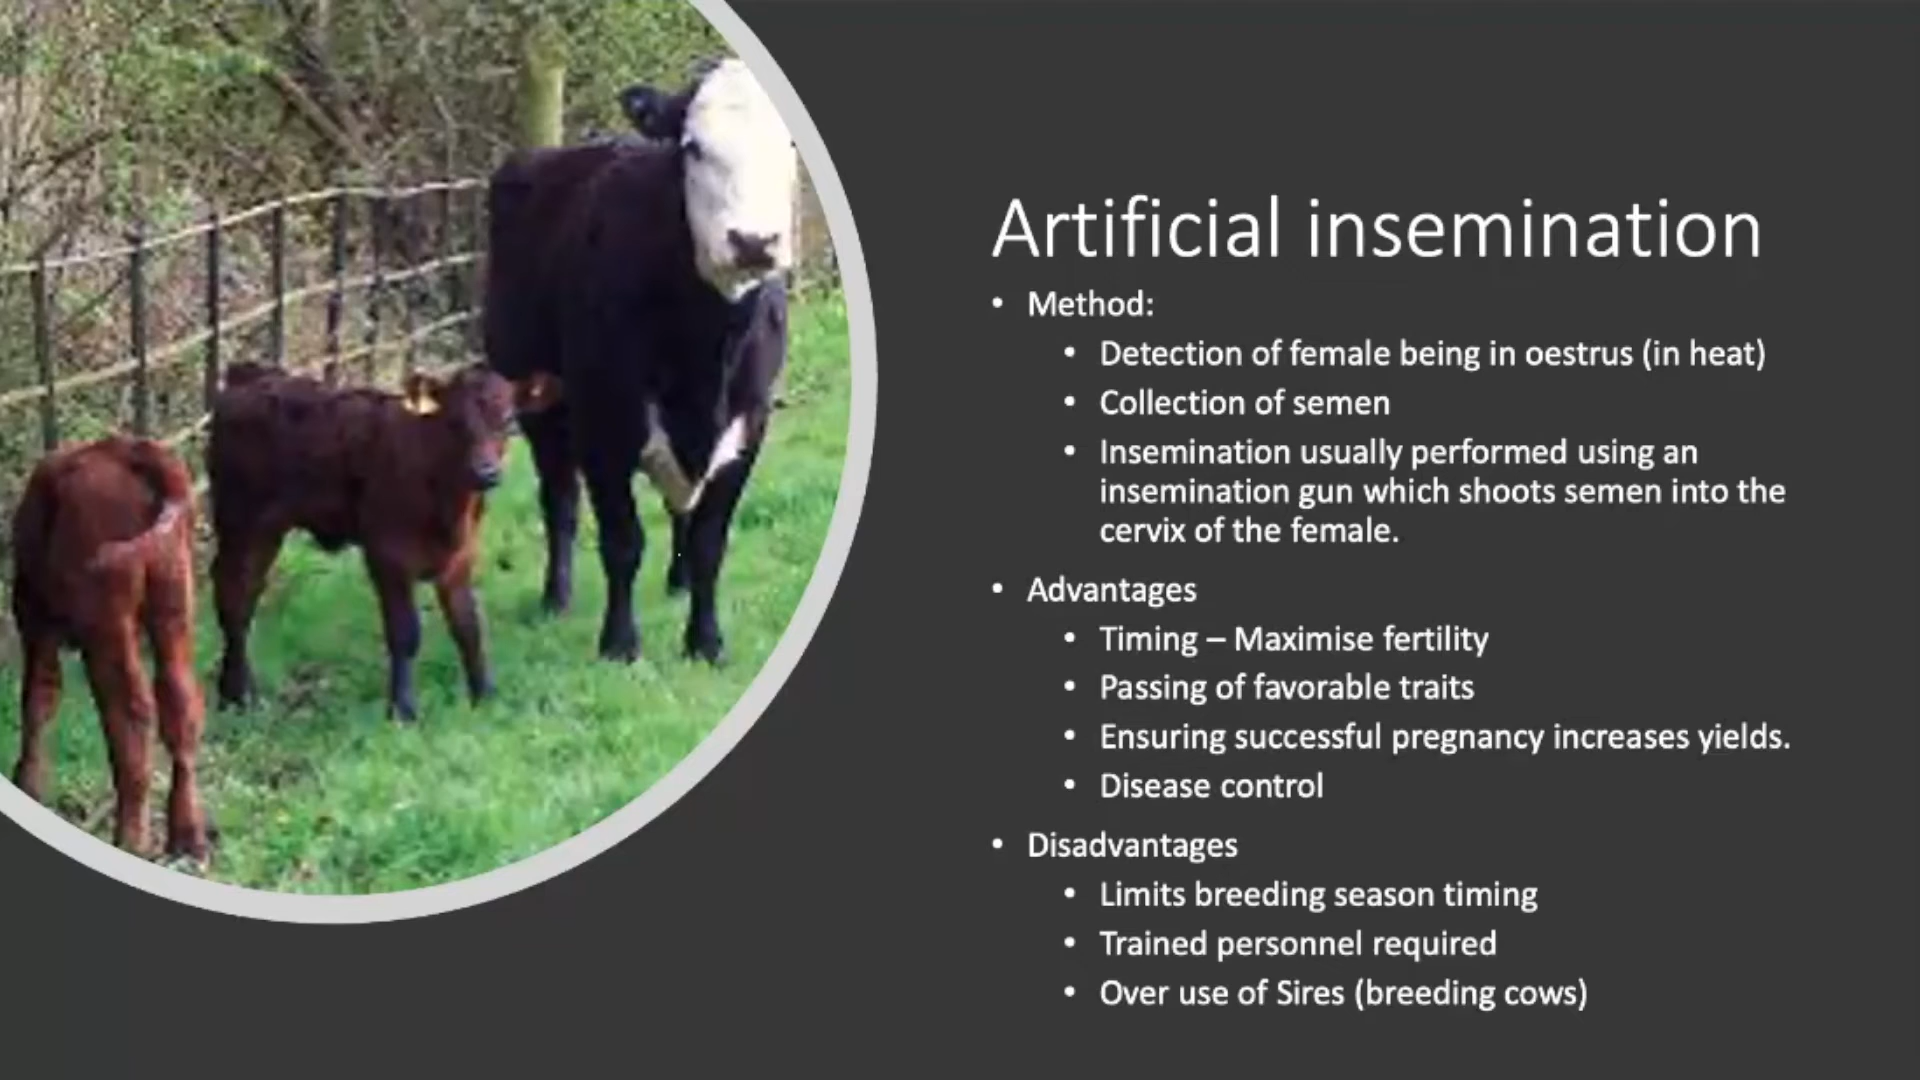 Artificial insemination
• Method:
• Detection of female being in oestrus (in heat)
• Collection of semen
• Insemination usually performed using an
insemination gun which shoots semen into the
cervix of the female.
• Advantages
• Timing – Maximise fertility
• Passing of favorable traits
• Ensuring successful pregnancy increases yields.
• Disease control
• Disadvantages
• Limits breeding season timing
• Trained personnel required
• Over use of Sires (breeding cows)